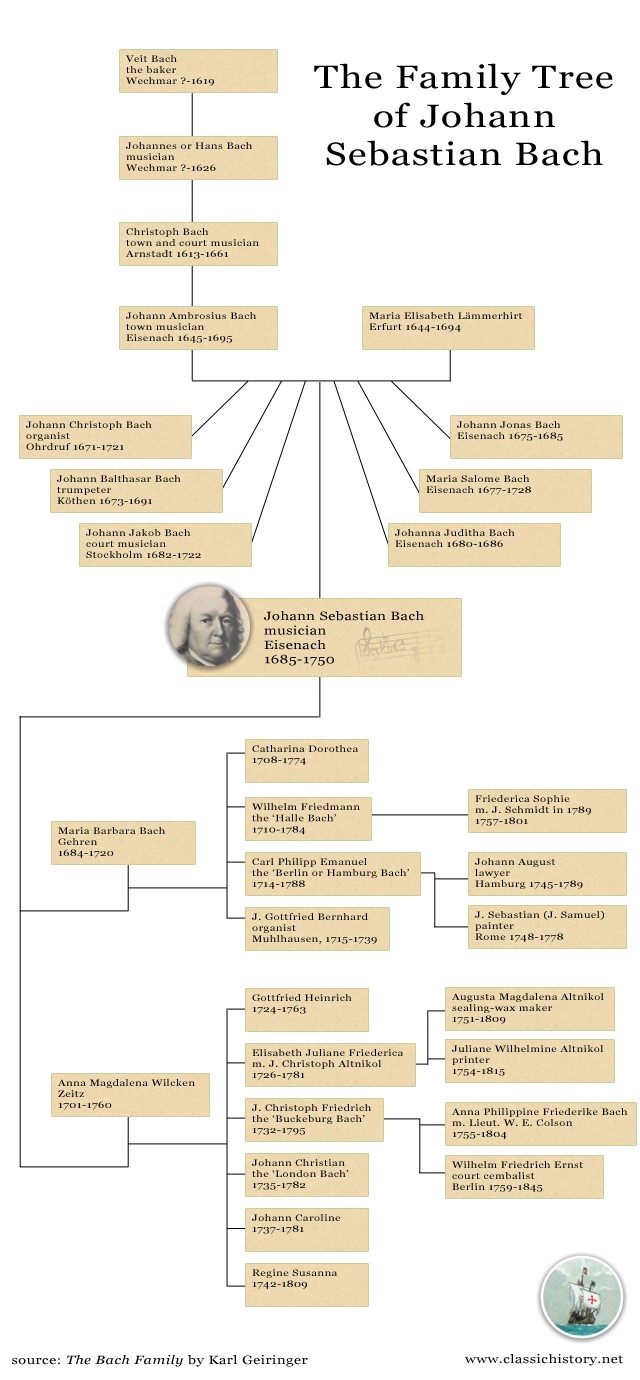 The Family Tree
of Johann
Sebastian Bach
Veit Bach
the baker
Wechmar ?-1619
Johannes or Hans Bach
musician
Wechmar ?-1626
Christoph Bach
town and court musician
Arnstadt 1613-1661
Johann Ambrosius Bach
town musician
Eisenach 1645-1695
Maria Elisabeth Lämmerhirt
Erfurt 1644-1694
Johann Christoph Bach
organist
Ohrdruf 1671-1721
Johann Balthasar Bach
trumpeter
Köthen 1673-1691
Johann Jakob Bach
court musician
Stockholm 1682-1722
Johann Jonas Bach
Eisenach 1675-1685
Maria Salome Bach
Eisenach 1677-1728
Johanna Juditha Bach
Eisenach 1680-1686
Johann Sebastian Bach
musician
Eisenach
1685-1750
Maria Barbara Bach
Gehren
1684-1720
Catharina Dorothea
1708-1774
Wilhelm Friedmann
the ‘Halle Bach’
1710-1784
Friederica Sophie
m. J. Schmidt in 1789
1757-1801
Carl Philipp Emanuel
the ‘Berlin or Hamburg Bach’
1714-1788
Johann August
lawyer
Hamburg 1745-1789
J. Sebastian (J. Samuel)
painter
Rome 1748-1778
J. Gottfried Bernhard
organist
Muhlhausen, 1715-1739
Anna Magdalena Wilcken
Zeitz
1701-1760
Gottfried Heinrich
1724-1763
Elisabeth Juliane Friederica
m. J. Christoph Altnikol
1726-1781
Augusta Magdalena Altnikol
sealing-wax maker
1751-1809
Juliane Wilhelmine Altnikol
printer
1754-1815
J. Christoph Friedrich
the ‘Buckeburg Bach’
1732-1795
Anna Philippine Friederike Bach
m. Lieut. W. E. Colson
1755-1804
Wilhelm Friedrich Ernst
court cembalist
Berlin 1759-1845
Johann Christian
the ‘London Bach’
1735-1782
Johann Caroline
1737-1781
Regine Susanna
1742-1809
source: The Bach Family by Karl Geiringer
www.classichistory.net